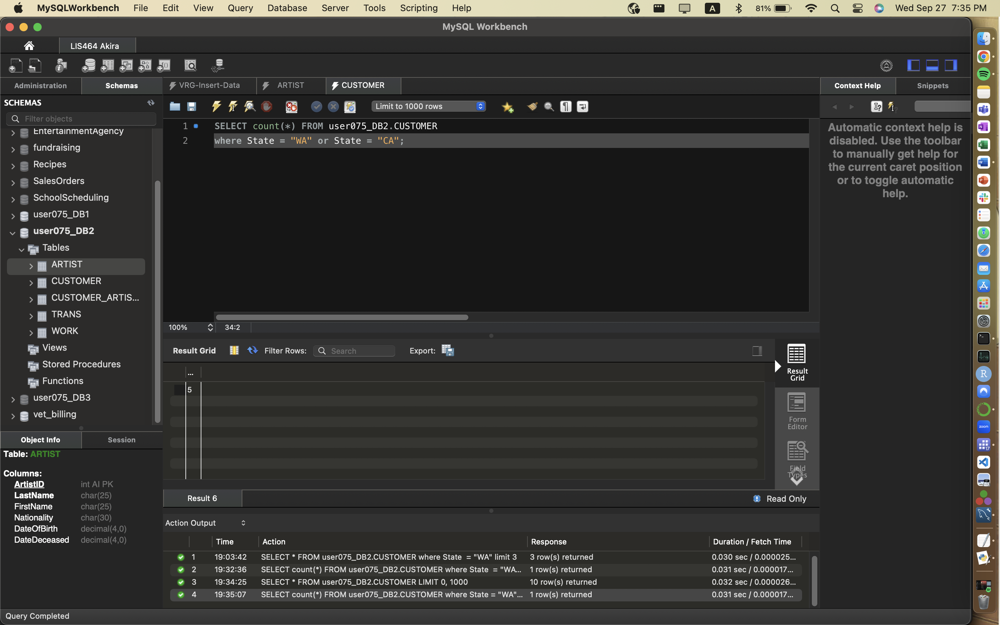 MySQLWorkbench File Edit View Query Database Server Tools Scripting Help A 81% Wed Sep 27 7:35 PM
MySQL Workbench
LIS464 Akira
Administration Schemas VRG-Insert-Data ARTIST CUSTOMER Context Help Snippets
SCHEMAS
Limit to 1000 rows
Filter objects
EntertainmentAgency
fundraising
Recipes
SalesOrders
SchoolScheduling
user075_DB1
user075_DB2
Tables
ARTIST
CUSTOMER
CUSTOMER_ARTIS...
TRANS
WORK
Views
Stored Procedures
Functions
user075_DB3
vet_billing
1 SELECT count(*) FROM user075_DB2.CUSTOMER
2 where State = "WA" or State = "CA";
Automatic context help is
disabled. Use the toolbar
to manually get help for
the current caret position
or to toggle automatic
help.
100% 34:2
Result Grid Filter Rows: Search Export:
...
5
Result
Grid
Form
Editor
Field
Types
Result 6 Read Only
Object Info Session
Table: ARTIST
Columns:
ArtistID int AI PK
LastName char(25)
FirstName char(25)
Nationality char(30)
DateOfBirth decimal(4,0)
DateDeceased decimal(4,0)
Action Output
Time Action Response Duration / Fetch Time
1 19:03:42 SELECT * FROM user075_DB2.CUSTOMER where State = "WA" limit 3 3 row(s) returned 0.030 sec / 0.000025...
2 19:32:36 SELECT count(*) FROM user075_DB2.CUSTOMER where State = "WA... 1 row(s) returned 0.031 sec / 0.000017...
3 19:34:25 SELECT * FROM user075_DB2.CUSTOMER LIMIT 0, 1000 10 row(s) returned 0.032 sec / 0.000026...
4 19:35:07 SELECT count(*) FROM user075_DB2.CUSTOMER where State = "WA"... 1 row(s) returned 0.031 sec / 0.000017...
Query Completed
zoom
17